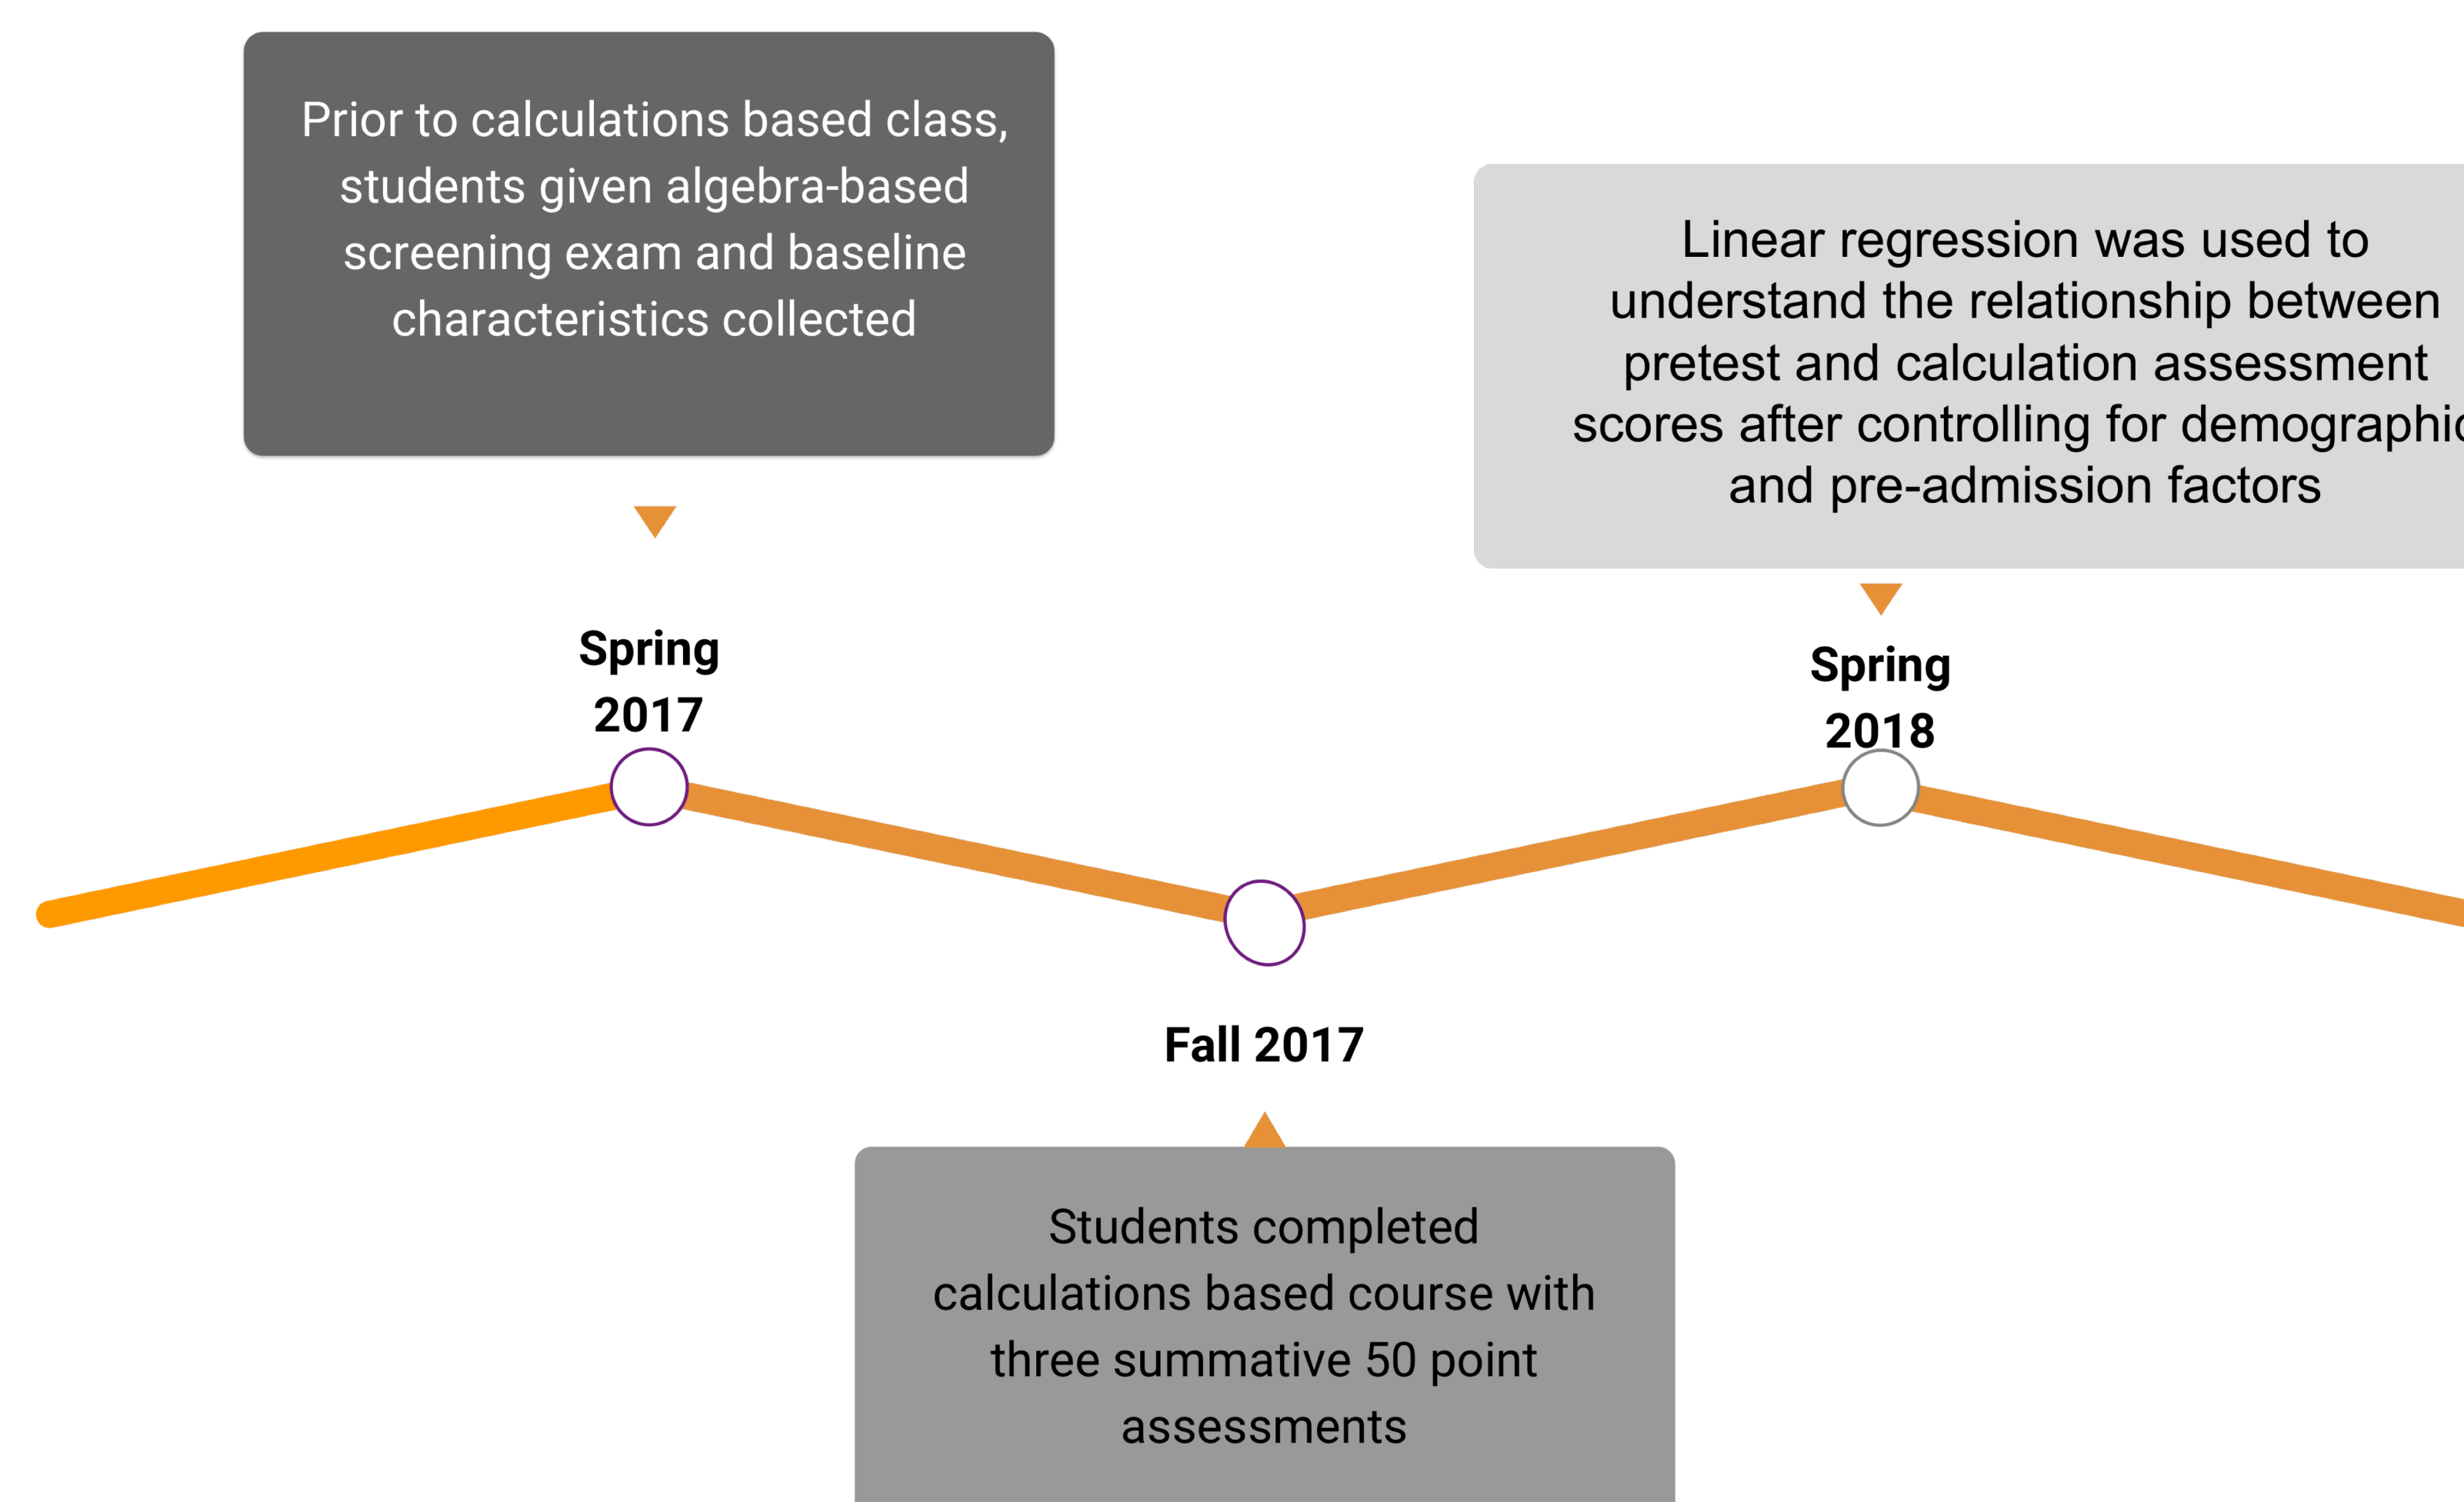 Prior to calculations based class,
students given algebra-based
screening exam and baseline
characteristics collected
Spring
2017
Linear regression was used to
understand the relationship between
pretest and calculation assessment
scores after controlling for demographic
and pre-admission factors
Spring
2018
Fall 2017
Students completed
calculations based course with
three summative 50 point
assessments